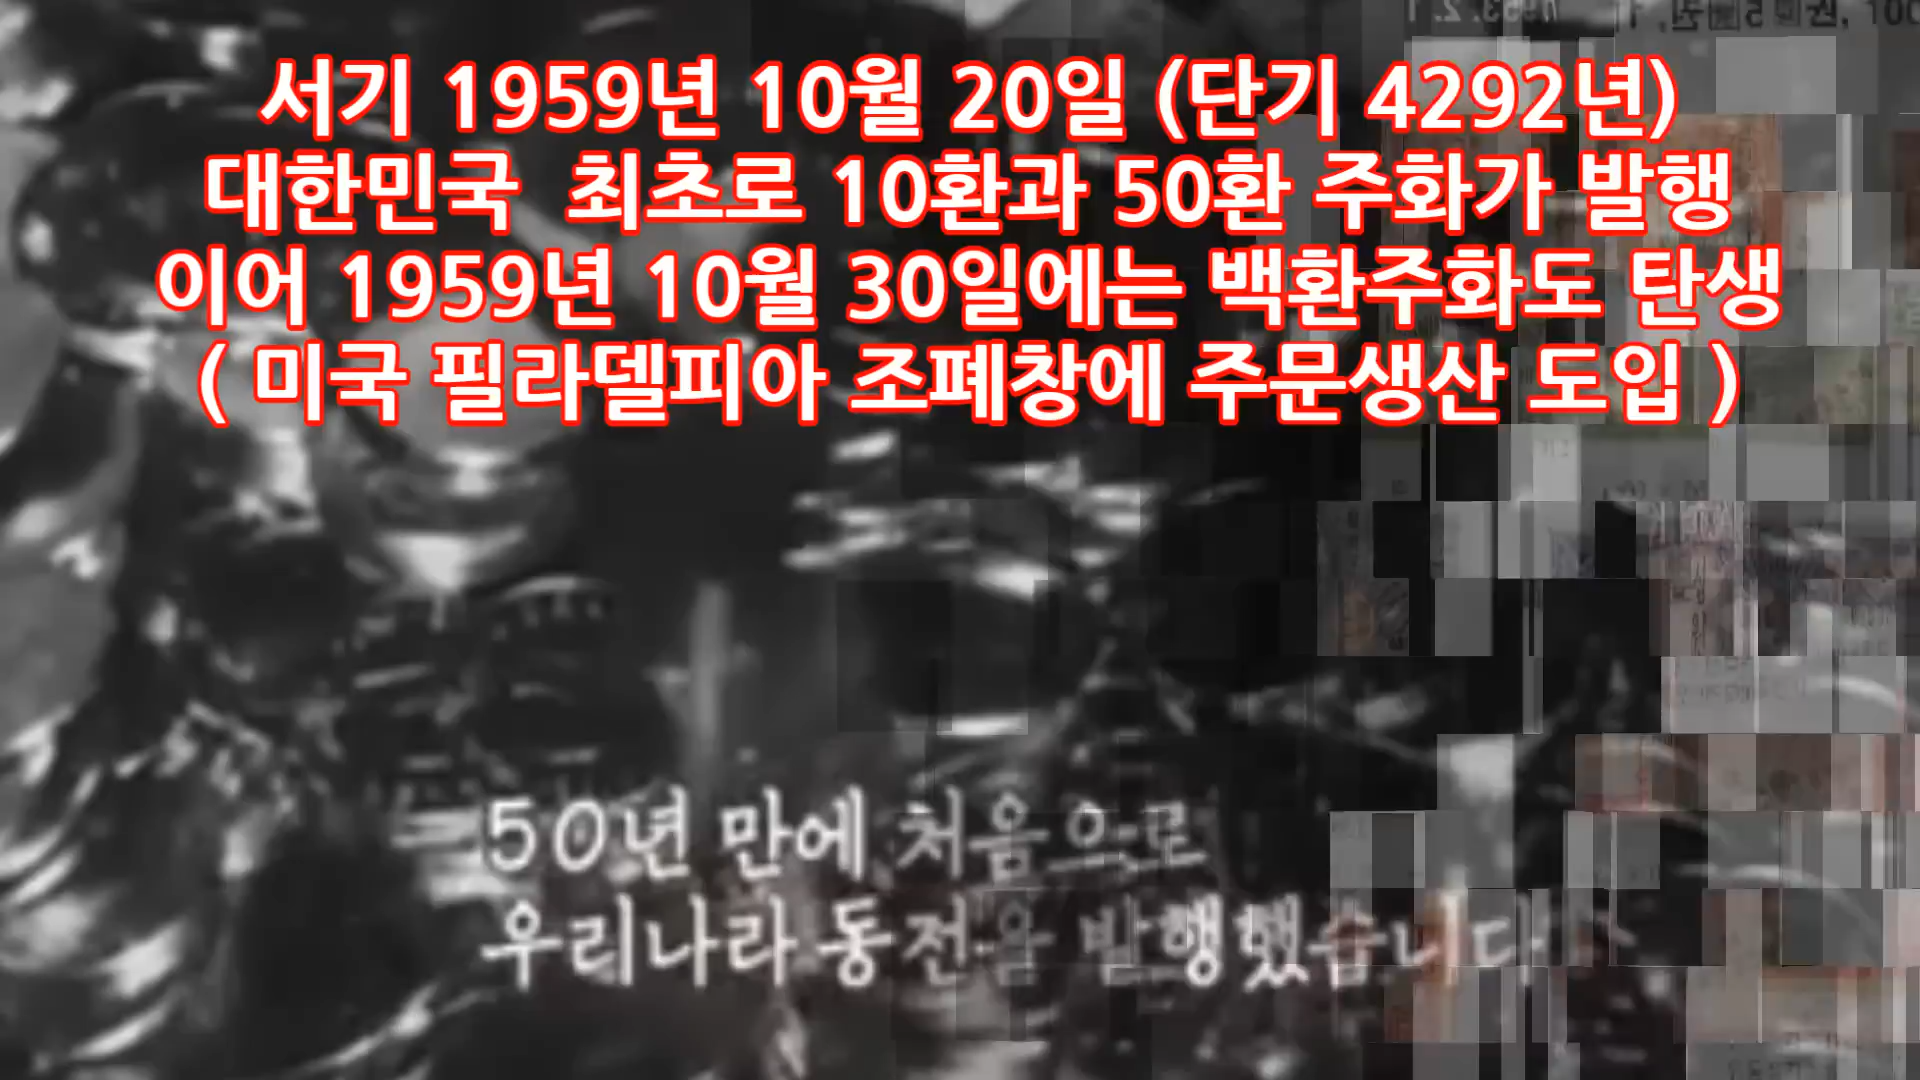 서기 1959년 10월 20일 (단기 4292년)
대한민국 최초로 10환과 50환 주화가 발행
이어 1959년 10월 30일에는 백환주화도 탄생
( 미국 필라델피아 조폐창에 주문생산 도입 )
50년 만에 처음으로
우리나라 동전을 발행했습니다